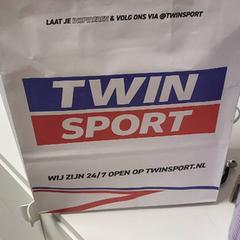 LAAT JE INSPIREREN & VOLG ONS VIA @TWINSPORT
TWIN
SPORT
WIJ ZIJN 24/7 OPEN OP TWINSPORT.NL